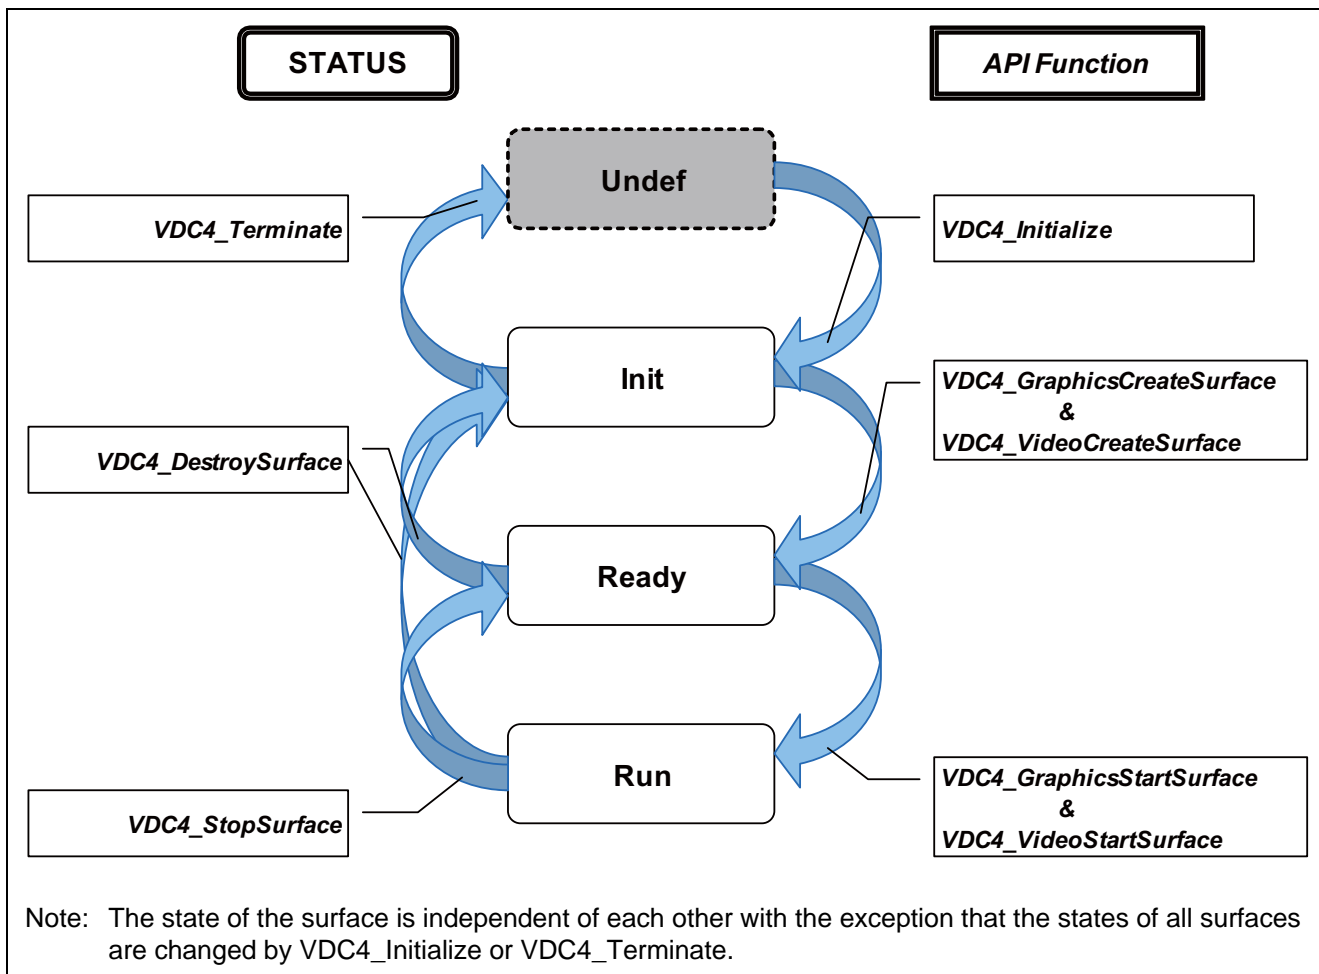 STATUS
API Function
Undef
VDC4_Terminate
VDC4_Initialize
Init
VDC4_GraphicsCreateSurface
&
VDC4_VideoCreateSurface
VDC4_DestroySurface
Ready
Run
VDC4_GraphicsStartSurface
&
VDC4_VideoStartSurface
VDC4_StopSurface
Note: The state of the surface is independent of each other with the exception that the states of all surfaces
are changed by VDC4_Initialize or VDC4_Terminate.